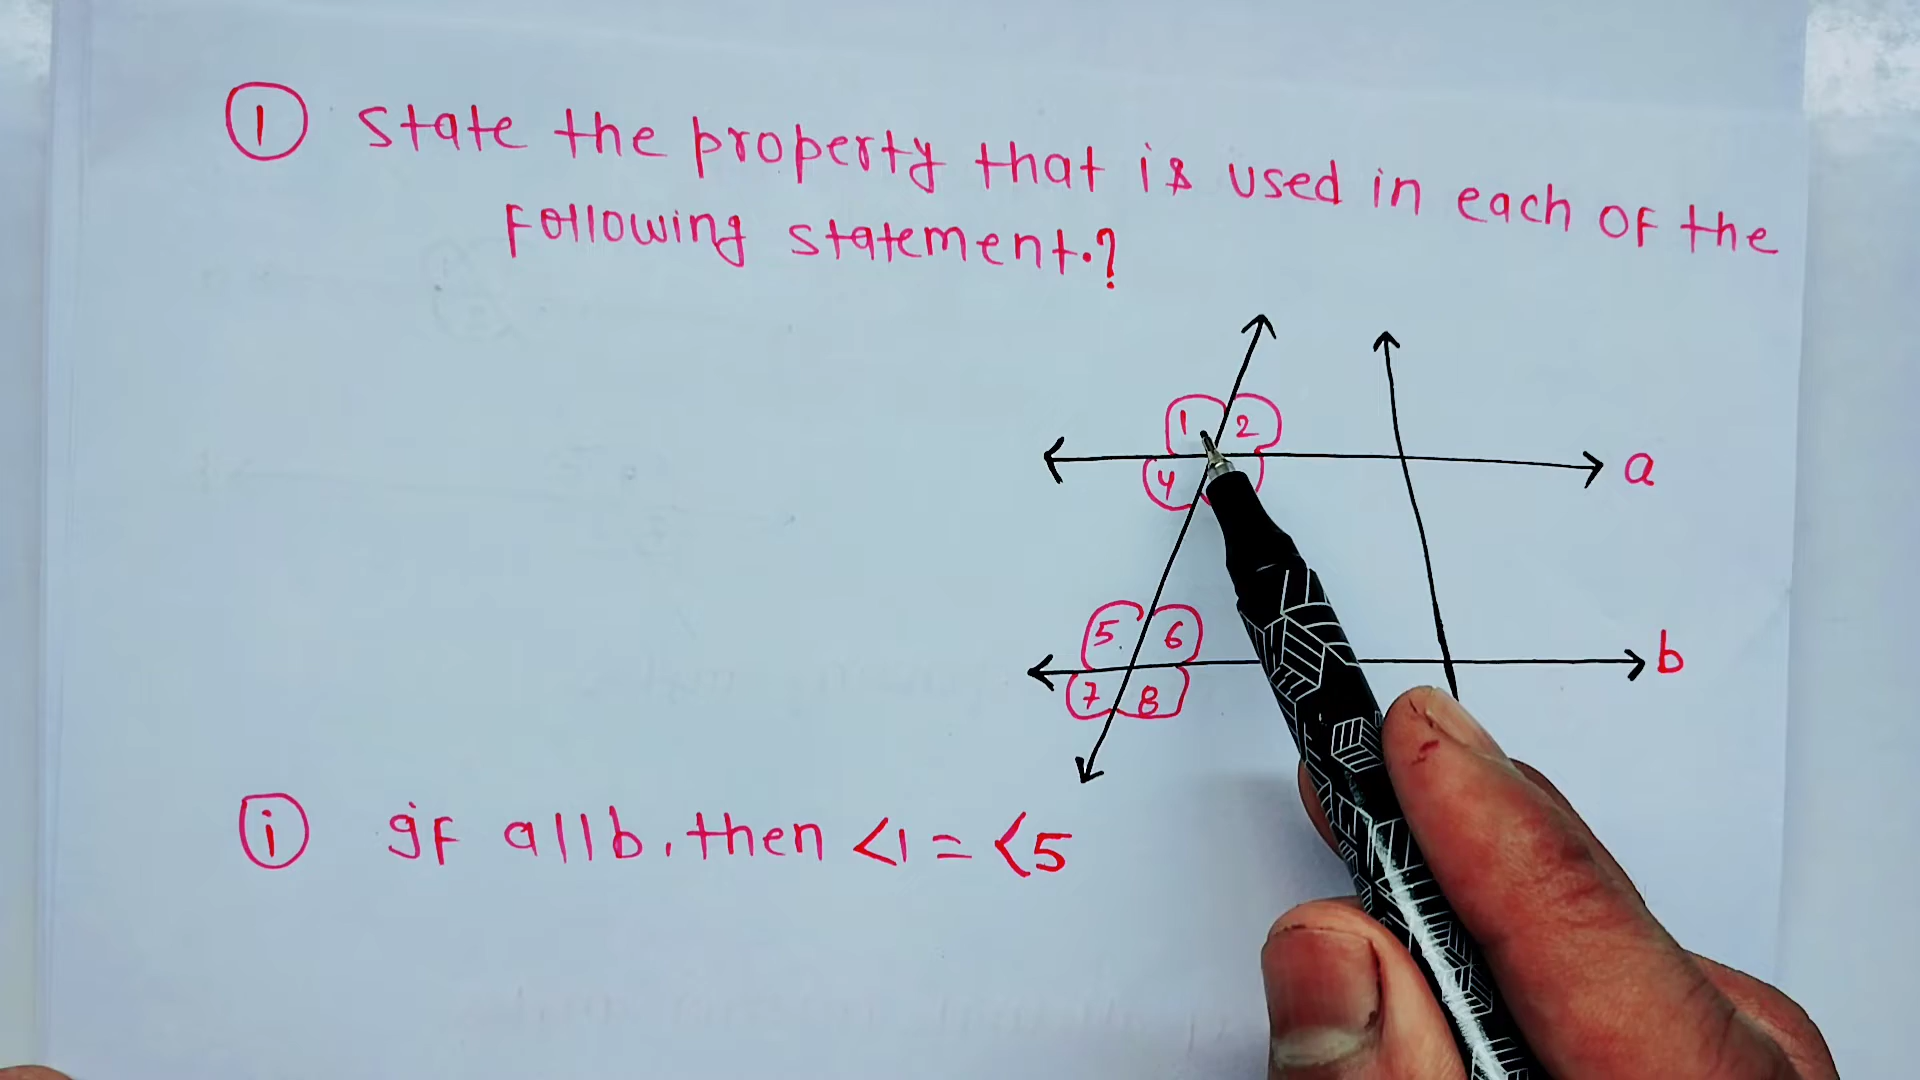 1 State the property that is used in each of the
Following statement.?
1 2
4
a
5 6
b
7 8
i If a||b, then <1 = <5